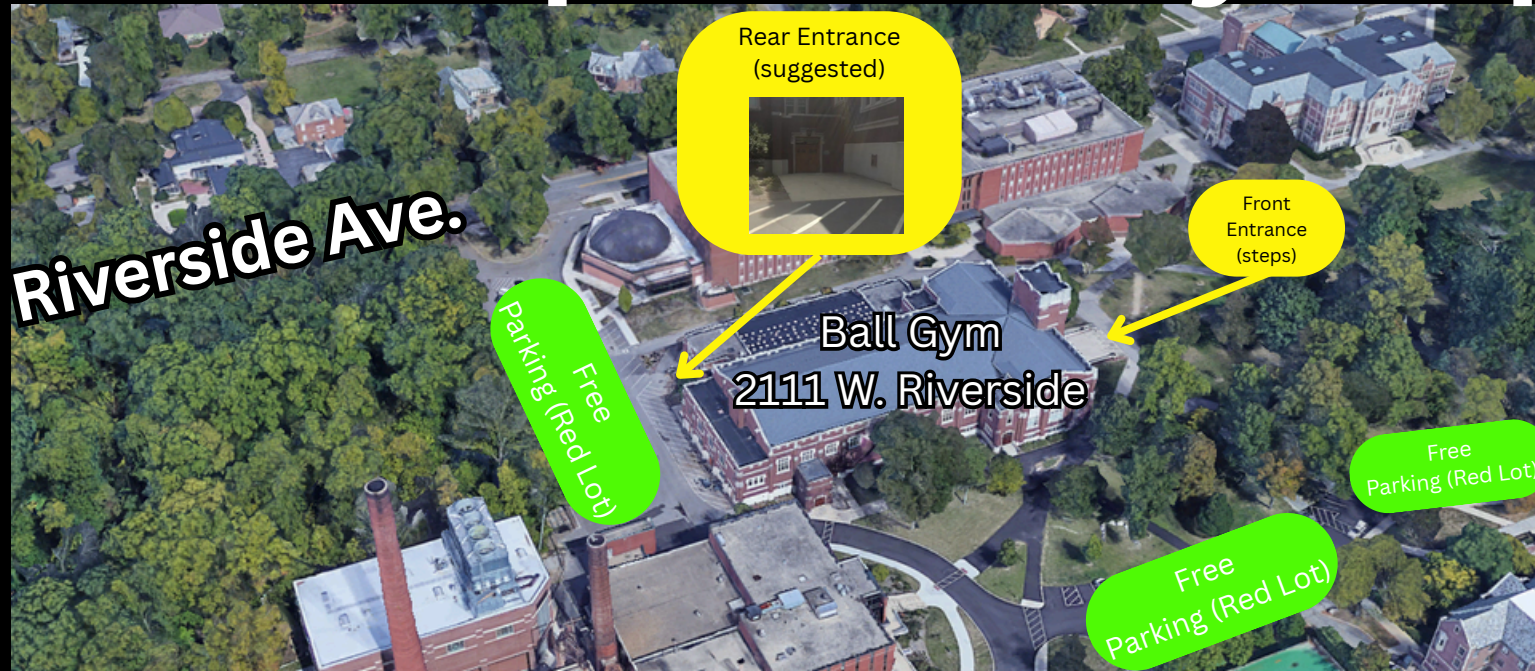 Rear Entrance
(suggested)
Riverside Ave.
Front
Entrance
(steps)
Free
Parking (Red Lot)
Ball Gym
2111 W. Riverside
Free
Parking (Red Lot)
Free
Parking (Red Lot)